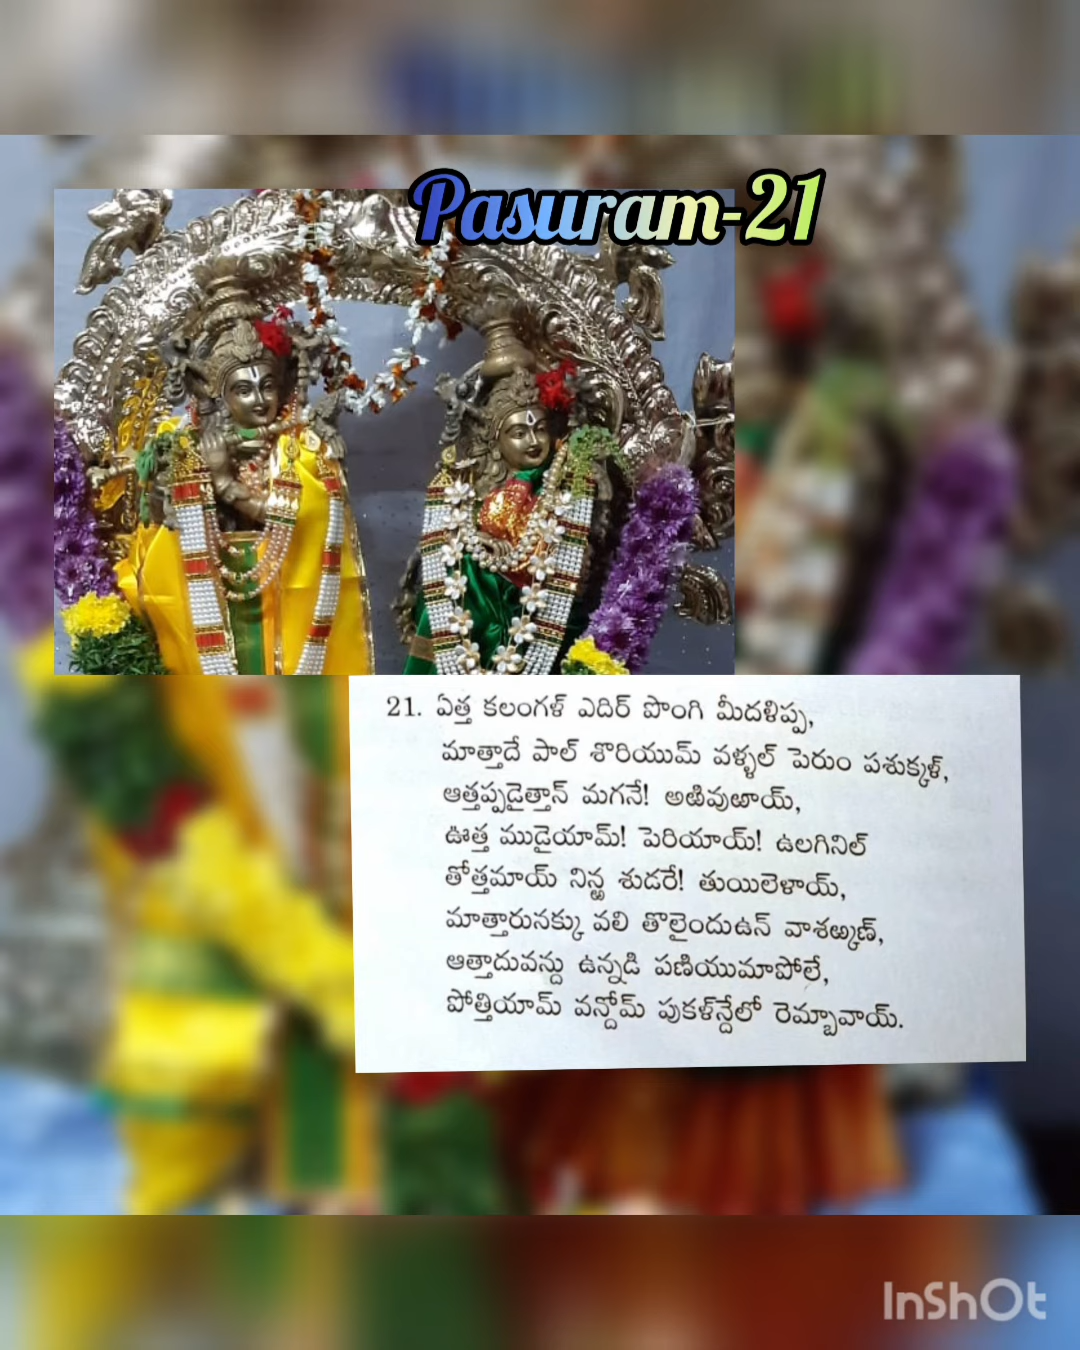 Pasuram-21
21. ఏత్త కలంగళ్ ఎదిర్ పొంగి మీదళిప్ప,
మాత్తాదే పాల్ శొరియుమ్ వళ్ళల్ పెరుం పశుక్కళ్,
ఆత్తప్పడైత్తాన్ మగనే! అఱివుఱాయ్,
ఊత్త ముడైయామ్! పెరియాయ్! ఉలగినిల్
తోత్తమాయ్ నిన్ఱ శుడరే! తుయిలెళాయ్,
మాత్తారునక్కు వలి తొలైందుఉన్ వాశఱ్కణ్,
ఆత్తాదువన్దు ఉన్నడి పణియుమాపోలే,
పోత్తియామ్ వన్దోమ్ పుకళ్‌న్దేలో రెమ్బావాయ్.
InShOt